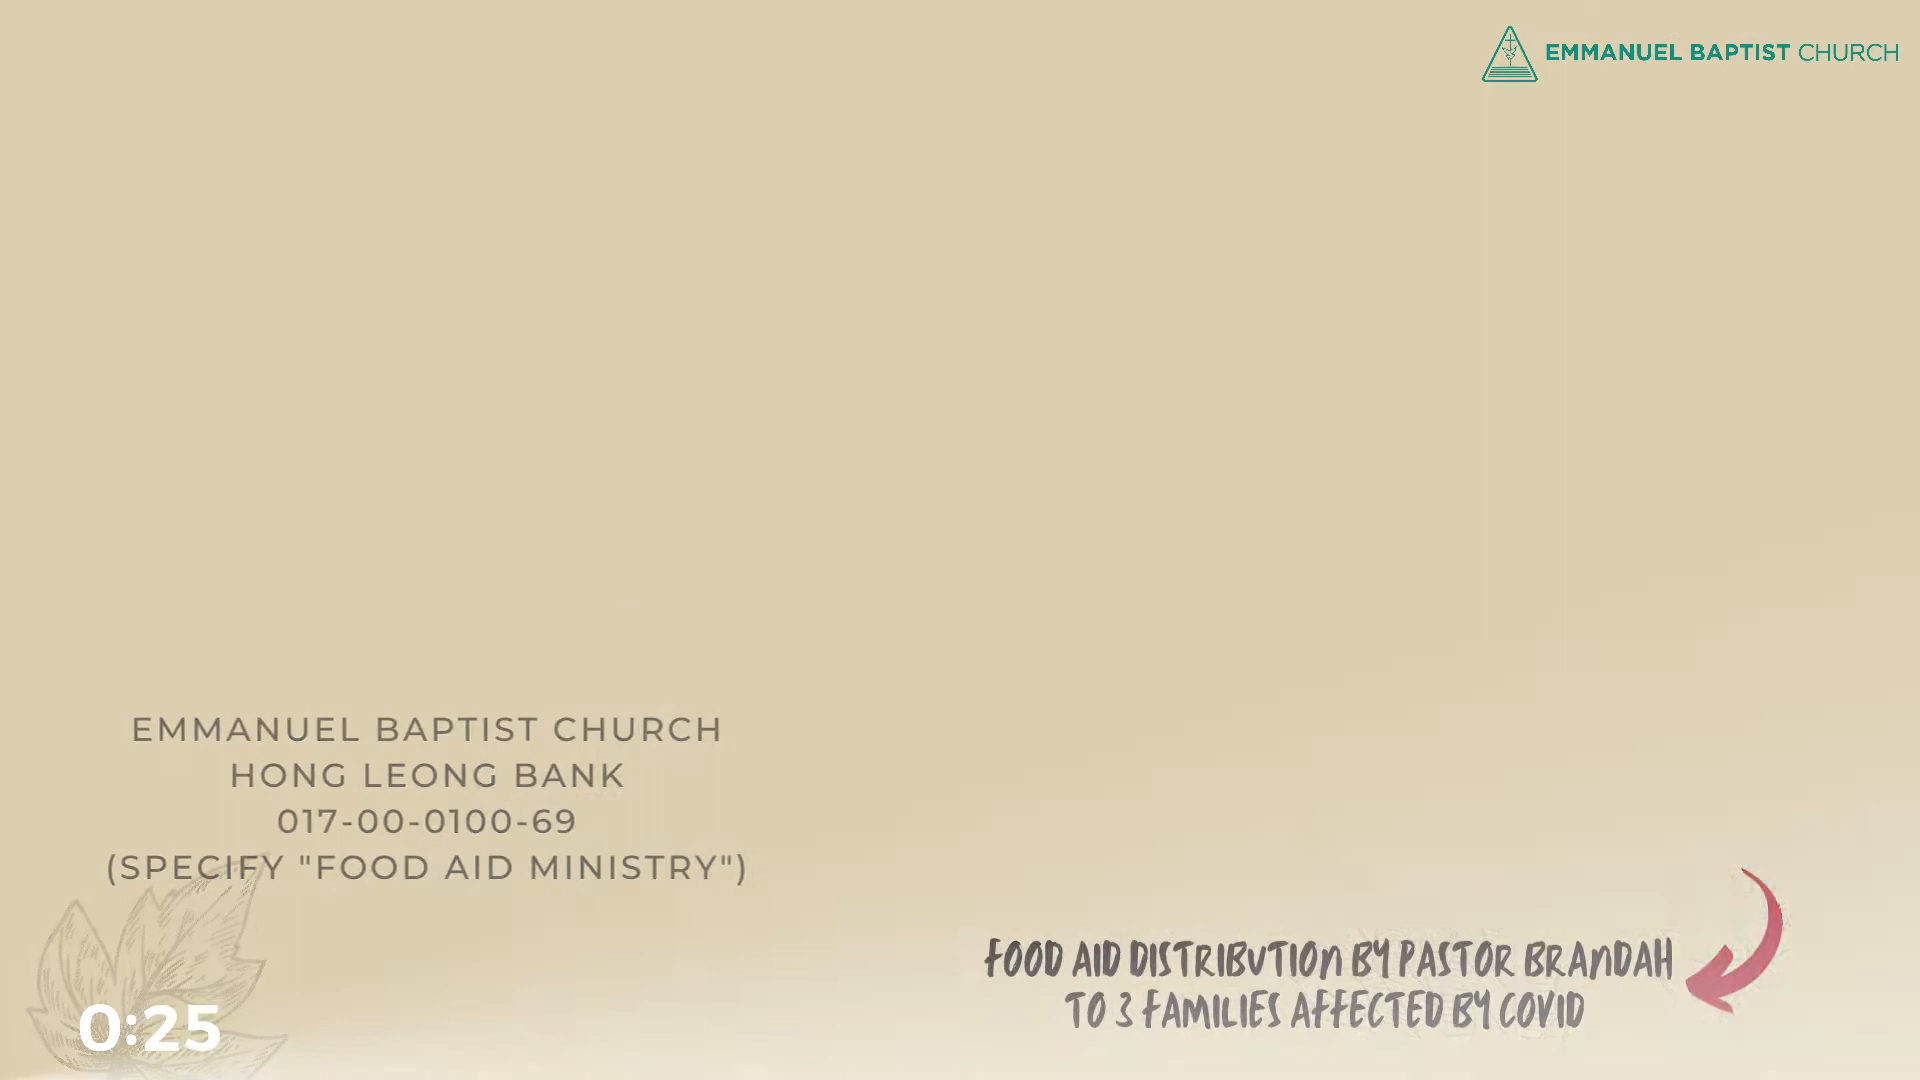 EMMANUEL BAPTIST CHURCH
EMMANUEL BAPTIST CHURCH
HONG LEONG BANK
017-00-0100-69
(SPECIFY "FOOD AID MINISTRY")
FOOD AID DISTRIBUTION BY PASTOR BRANDAH
TO 3 FAMILIES AFFECTED BY COVID
0:25